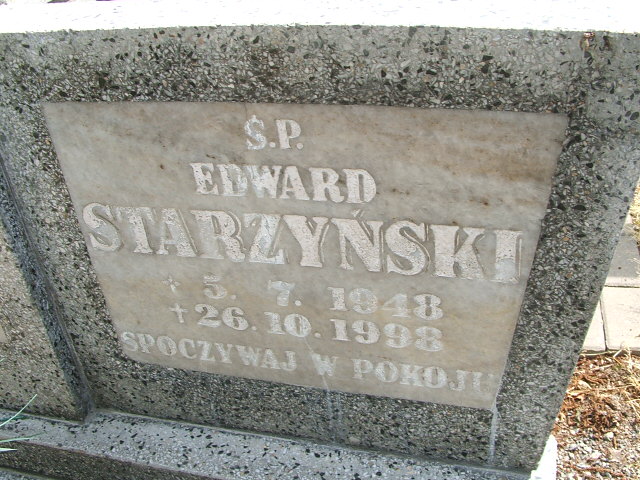 Ś.P.
EDWARD
STARZYŃSKI
* 5. 7. 1948
+ 26. 10. 1998
SPOCZYWAJ W POKOJU